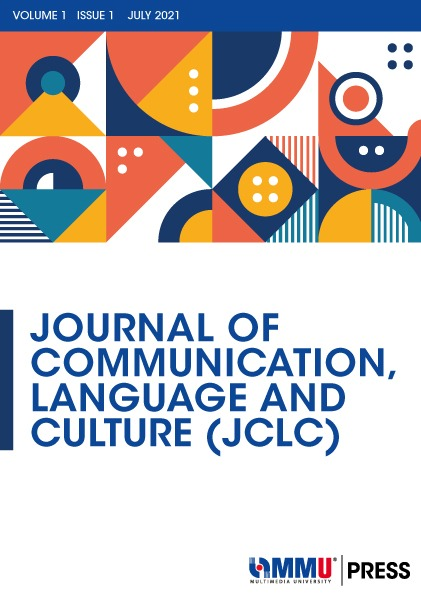 VOLUME 1 ISSUE 1 JULY 2021
JOURNAL OF
COMMUNICATION,
LANGUAGE AND
CULTURE (JCLC)
MMU® PRESS
MULTIMEDIA UNIVERSITY